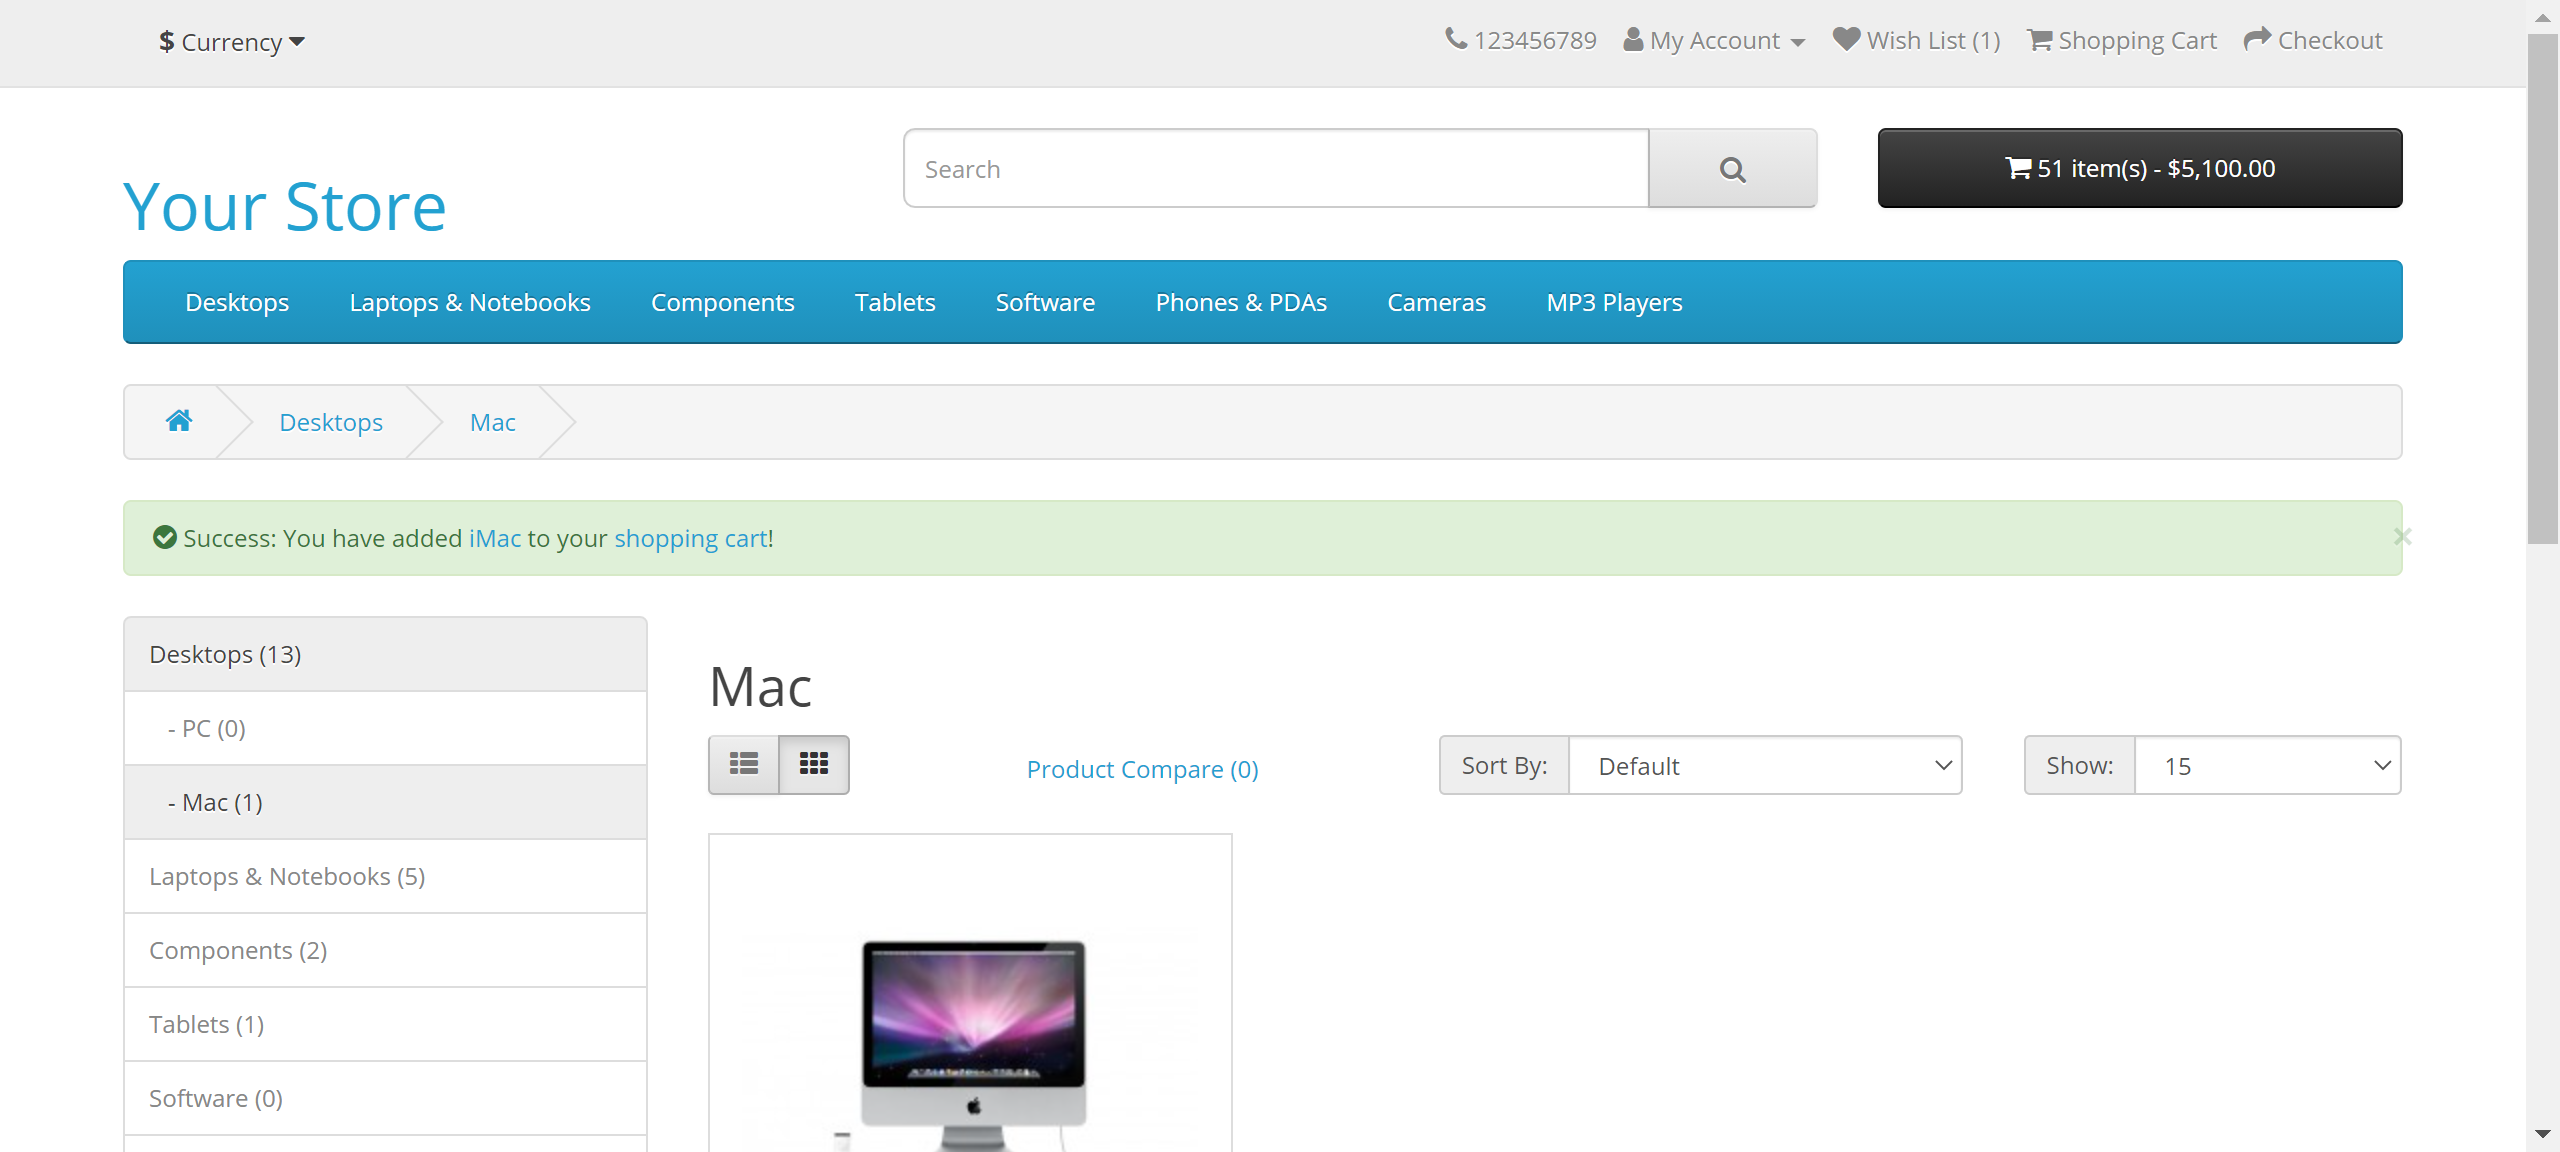 $ Currency
123456789 My Account Wish List (1) Shopping Cart Checkout
Your Store
Search
51 item(s) - $5,100.00
Desktops Laptops & Notebooks Components Tablets Software Phones & PDAs Cameras MP3 Players
Desktops Mac
Success: You have added iMac to your shopping cart!
×
Desktops (13)
- PC (0)
- Mac (1)
Laptops & Notebooks (5)
Components (2)
Tablets (1)
Software (0)
Mac
Product Compare (0)
Sort By: Default
Show: 15